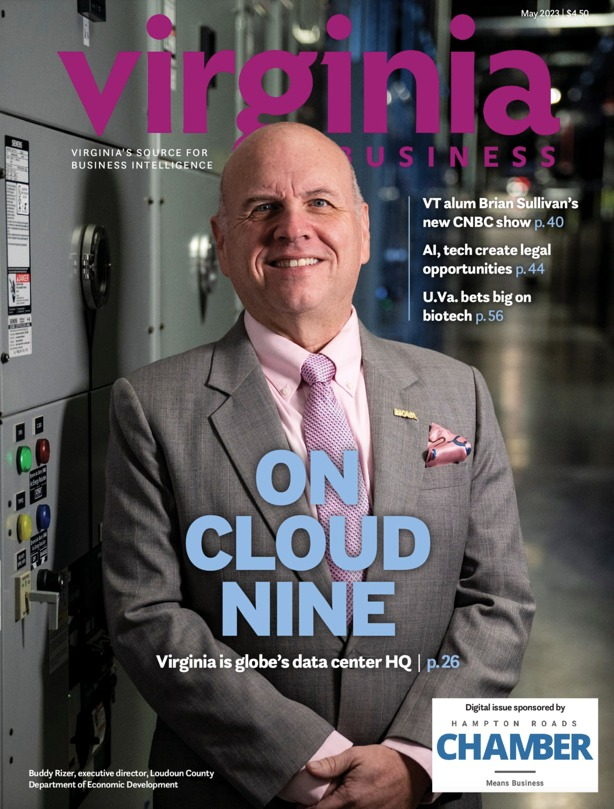 May 2023 | $4.50
virginia
BUSINESS
VIRGINIA'S SOURCE FOR
BUSINESS INTELLIGENCE
VT alum Brian Sullivan's
new CNBC show p.40
AI, tech create legal
opportunities p.44
U.Va. bets big on
biotech p.56
ON
CLOUD
NINE
Virginia is globe's data center HQ | p.26
Digital issue sponsored by
HAMPTON ROADS
CHAMBER
Means Business
Buddy Rizer, executive director, Loudoun County
Department of Economic Development